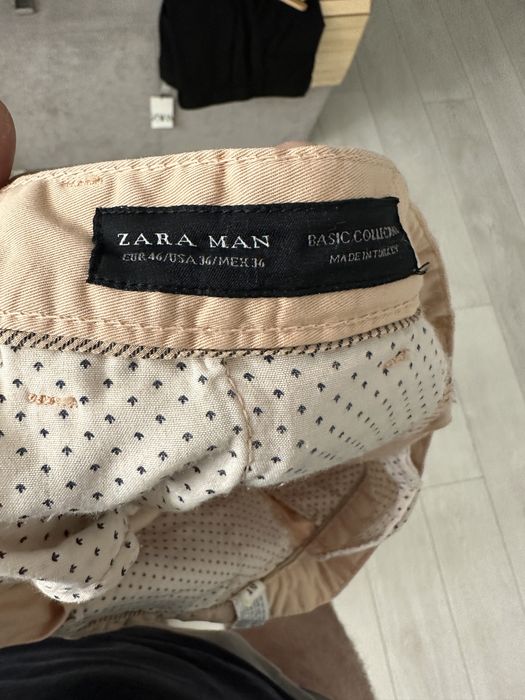 ZARA MAN
EUR 46/USA 36/MEX 36
BASIC COLLECTION
MADE IN TURKEY